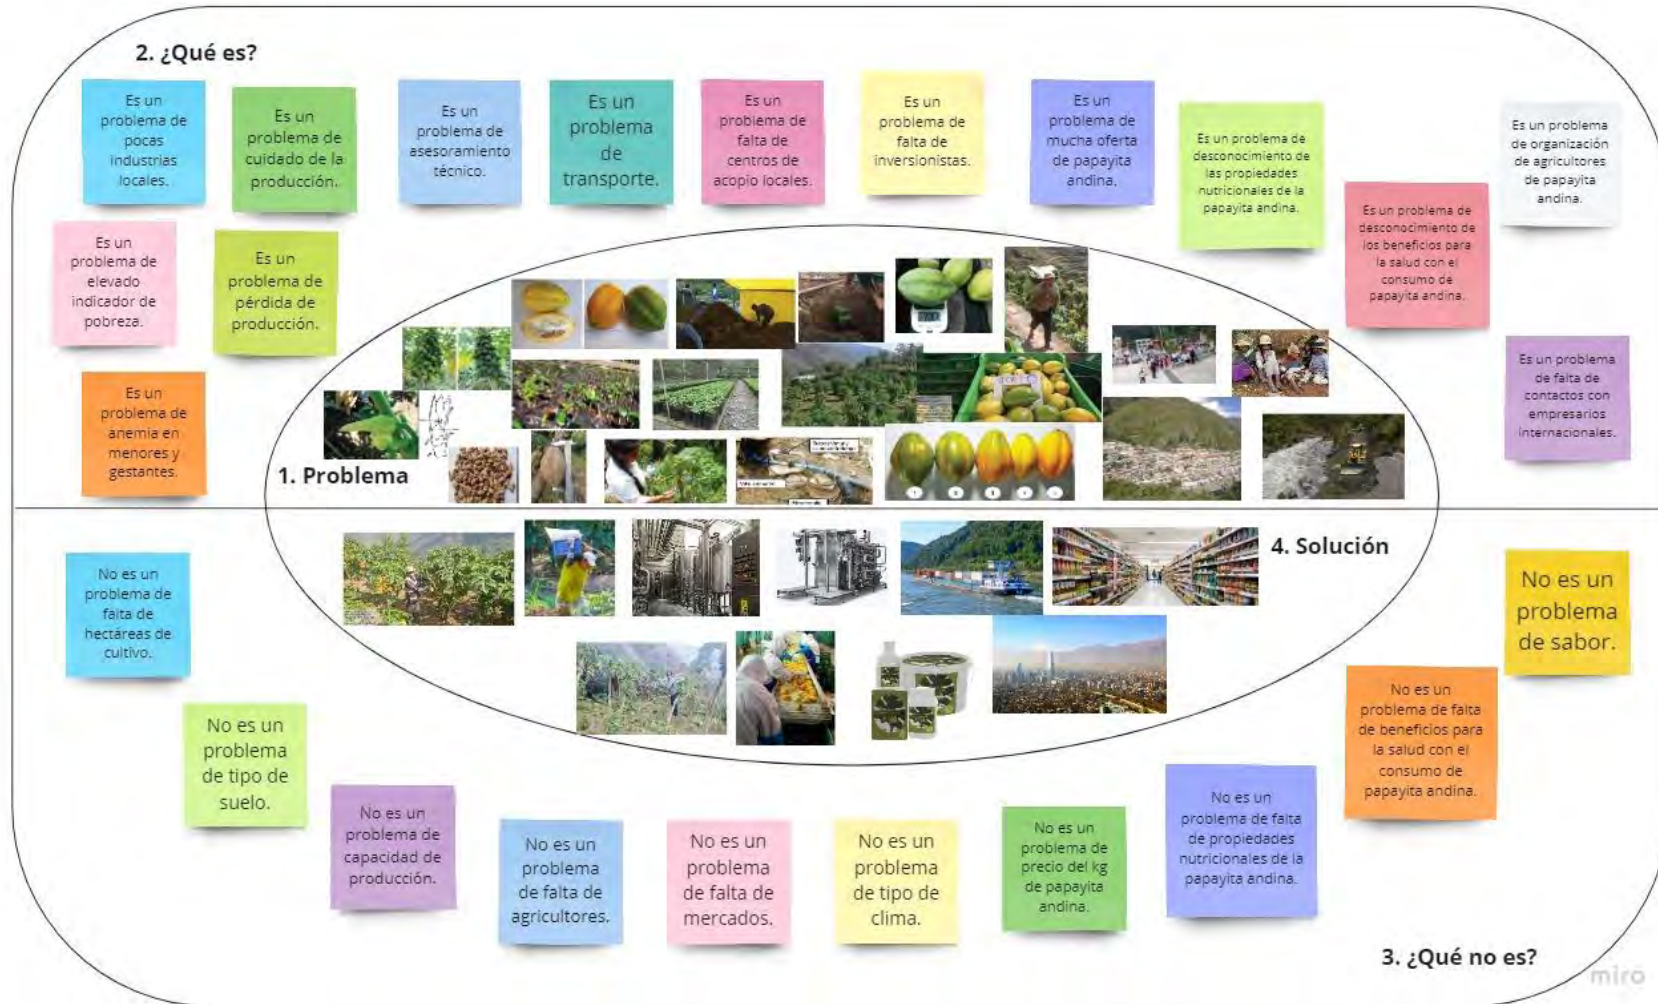 2. ¿Qué es?
Es un
problema de
pocas
industrias
locales.
Es un
problema de
cuidado de la
producción.
Es un
problema de
asesoramiento
técnico.
Es un
problema
de
transporte.
Es un
problema de
falta de
centros de
acopio locales.
Es un
problema de
falta de
inversionistas.
Es un
problema de
mucha oferta
de papayita
andina.
Es un problema de
desconocimiento de
las propiedades
nutricionales de la
papayita andina.
Es un problema de
desconocimiento de
los beneficios para
la salud con el
consumo de
papayita andina.
Es un problema
de organización
de agricultores
de papayita
andina.
Es un
problema de
elevado
indicador de
pobreza.
Es un
problema de
pérdida de
producción.
Es un
problema de
anemia en
menores y
gestantes.
Es un problema
de falta de
contactos con
empresarios
internacionales.
1. Problema
4. Solución
No es un
problema de
falta de
hectáreas de
cultivo.
No es un
problema
de tipo de
suelo.
No es un
problema de
capacidad de
producción.
No es un
problema
de falta de
agricultores.
No es un
problema
de falta de
mercados.
No es un
problema
de tipo de
clima.
No es un
problema de
precio del kg
de papayita
andina.
No es un
problema de falta
de propiedades
nutricionales de la
papayita andina.
No es un
problema de falta
de beneficios para
la salud con el
consumo de
papayita andina.
No es un
problema
de sabor.
3. ¿Qué no es?
miro